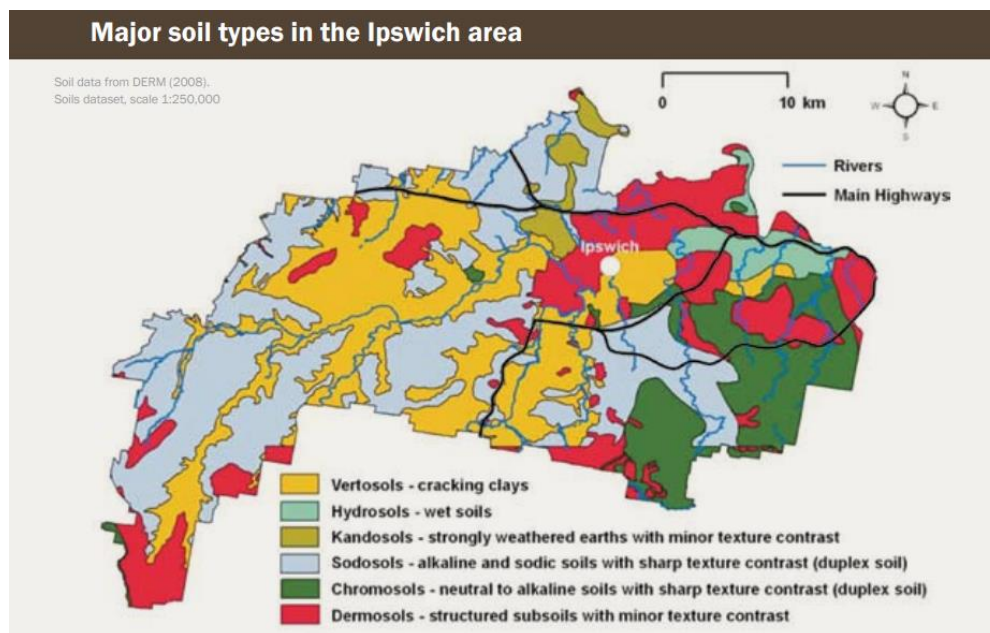 Major soil types in the Ipswich area
Soil data from DERM (2008).
Soils dataset, scale 1:250,000
0 10 km
N
W E
S
Rivers
Main Highways
Ipswich
Vertosols - cracking clays
Hydrosols - wet soils
Kandosols - strongly weathered earths with minor texture contrast
Sodosols - alkaline and sodic soils with sharp texture contrast (duplex soil)
Chromosols - neutral to alkaline soils with sharp texture contrast (duplex soil)
Dermosols - structured subsoils with minor texture contrast